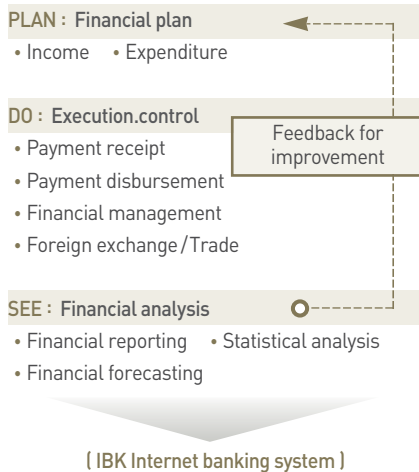 PLAN : Financial plan
• Income • Expenditure
DO : Execution.control
• Payment receipt
• Payment disbursement
• Financial management
• Foreign exchange/Trade
Feedback for
improvement
SEE : Financial analysis
• Financial reporting • Statistical analysis
• Financial forecasting
( IBK Internet banking system )